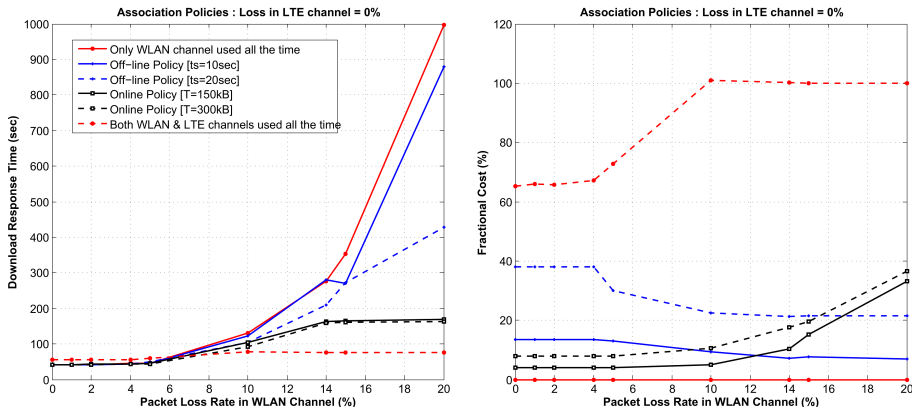 Association Policies : Loss in LTE channel = 0%
Download Response Time (sec)
1000
900
800
700
600
500
400
300
200
100
0
Only WLAN channel used all the time
Off-line Policy [ts=10sec]
Off-line Policy [ts=20sec]
Online Policy [T=150kB]
Online Policy [T=300kB]
Both WLAN & LTE channels used all the time
0 2 4 6 8 10 12 14 16 18 20
Packet Loss Rate in WLAN Channel (%)
Association Policies : Loss in LTE channel = 0%
Fractional Cost (%)
120
100
80
60
40
20
0
0 2 4 6 8 10 12 14 16 18 20
Packet Loss Rate in WLAN Channel (%)